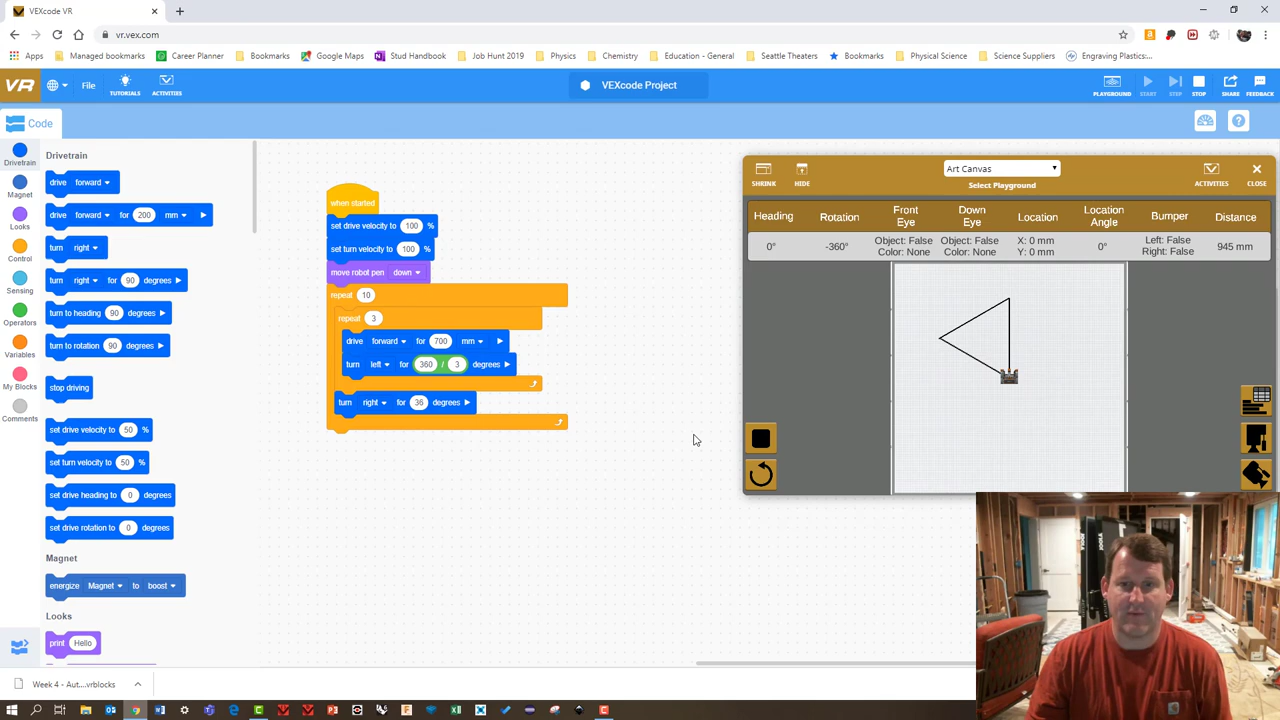 VEXcode VR
vr.vex.com
Apps Managed bookmarks Career Planner Bookmarks Google Maps Stud Handbook Job Hunt 2019 Physics Chemistry Education - General Seattle Theaters Bookmarks Physical Science Science Suppliers Engraving Plastics:...
VR File TUTORIALS ACTIVITIES VEXcode Project PLAYGROUND START STEP STOP SHARE FEEDBACK
Code
Drivetrain
Magnet
Looks
Control
Sensing
Operators
Variables
My Blocks
Comments
Drivetrain
drive forward
drive forward for 200 mm
turn right
turn right for 90 degrees
turn to heading 90 degrees
turn to rotation 90 degrees
stop driving
set drive velocity to 50 %
set turn velocity to 50 %
set drive heading to 0 degrees
set drive rotation to 0 degrees
Magnet
energize Magnet to boost
Looks
print Hello
when started
set drive velocity to 100 %
set turn velocity to 100 %
move robot pen down
repeat 10
repeat 3
drive forward for 700 mm
turn left for 360 / 3 degrees
turn right for 36 degrees
SHRINK HIDE Art Canvas ACTIVITIES CLOSE
Select Playground
Heading Rotation Front Eye Down Eye Location Location Angle Bumper Distance
0° -360° Object: False Color: None Object: False Color: None X: 0 mm Y: 0 mm 0° Left: False Right: False 945 mm
Week 4 - Aut....vrblocks